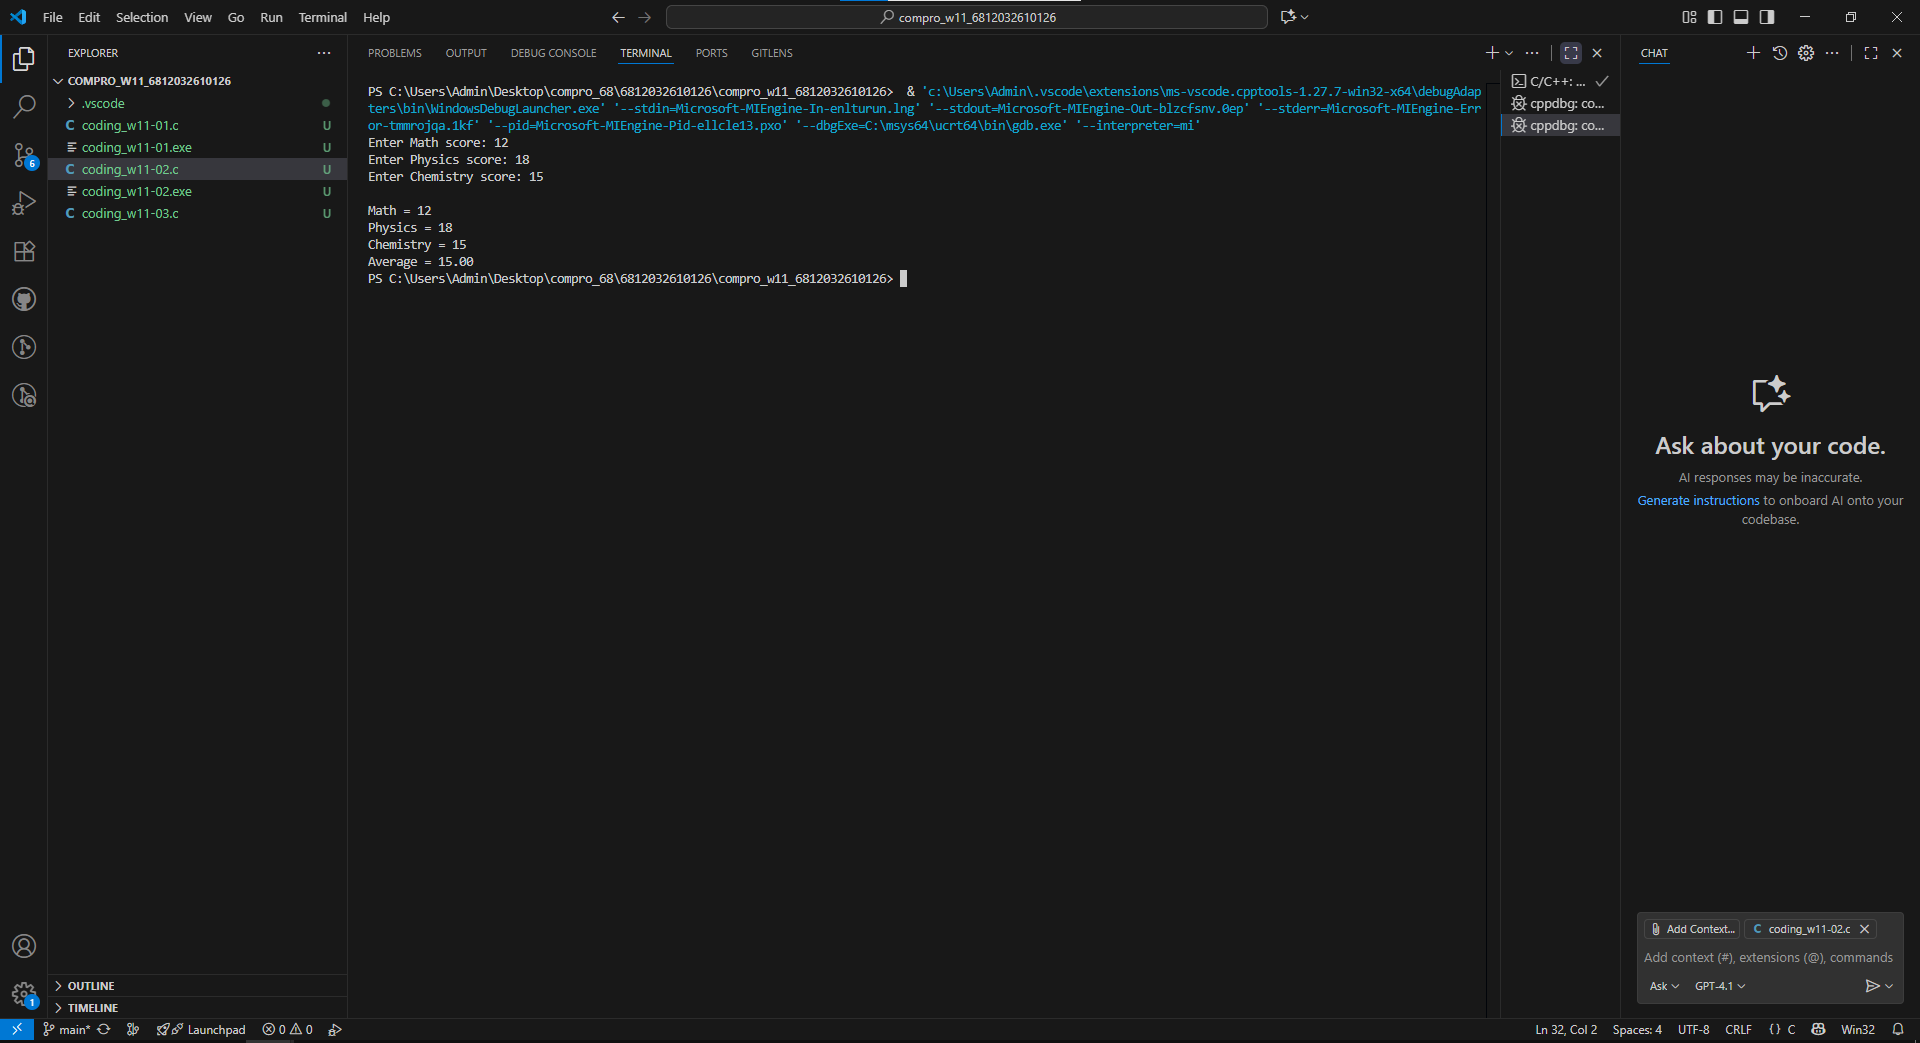 File Edit Selection View Go Run Terminal Help
compro_w11_6812032610126
EXPLORER
COMPRO_W11_6812032610126
.vscode
coding_w11-01.c U
coding_w11-01.exe U
coding_w11-02.c U
coding_w11-02.exe U
coding_w11-03.c U
6
1
OUTLINE
TIMELINE
PROBLEMS OUTPUT DEBUG CONSOLE TERMINAL PORTS GITLENS
PS C:\Users\Admin\Desktop\compro_68\6812032610126\compro_w11_6812032610126> & 'c:\Users\Admin\.vscode\extensions\ms-vscode.cpptools-1.27.7-win32-x64\debugAdap
ters\bin\WindowsDebugLauncher.exe' '--stdin=Microsoft-MIEngine-In-enlturun.lng' '--stdout=Microsoft-MIEngine-Out-blzcfsnv.0ep' '--stderr=Microsoft-MIEngine-Err
or-tmmrojqa.1kf' '--pid=Microsoft-MIEngine-Pid-ellcle13.pxo' '--dbgExe=C:\msys64\ucrt64\bin\gdb.exe' '--interpreter=mi'
Enter Math score: 12
Enter Physics score: 18
Enter Chemistry score: 15
Math = 12
Physics = 18
Chemistry = 15
Average = 15.00
PS C:\Users\Admin\Desktop\compro_68\6812032610126\compro_w11_6812032610126>
C/C++: ...
cppdbg: co...
cppdbg: co...
CHAT
Ask about your code.
AI responses may be inaccurate.
Generate instructions to onboard AI onto your
codebase.
Add Context... C coding_w11-02.c
Add context (#), extensions (@), commands
Ask GPT-4.1
main* Launchpad 0 0
Ln 32, Col 2 Spaces: 4 UTF-8 CRLF {} C Win32